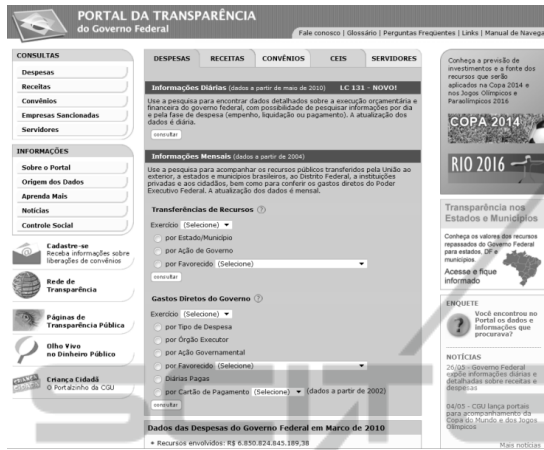 PORTAL DA TRANSPARÊNCIA
do Governo Federal
Fale conosco | Glossário | Perguntas Freqüentes | Links | Manual de Navega
CONSULTAS
Despesas
Receitas
Convênios
Empresas Sancionadas
Servidores
INFORMAÇÕES
Sobre o Portal
Origem dos Dados
Aprenda Mais
Notícias
Controle Social
Cadastre-se
Receba informações sobre
liberações de convênios
Rede de
Transparência
Páginas de
Transparência Pública
Olho Vivo
no Dinheiro Público
Criança Cidadã
O Portalzinho da CGU
DESPESAS RECEITAS CONVÊNIOS CEIS SERVIDORES
Informações Diárias (dados a partir de maio de 2010) LC 131 - NOVO!
Use a pesquisa para encontrar dados detalhados sobre a execução orçamentária e
financeira do governo federal, com possibilidade de pesquisar informações por dia
e pela fase de despesa (empenho, liquidação ou pagamento). A atualização dos
dados é diária.
consultar
Informações Mensais (dados a partir de 2004)
Use a pesquisa para acompanhar os recursos públicos transferidos pela União ao
exterior, a estados e municípios brasileiros, ao Distrito Federal, a instituições
privadas e aos cidadãos, bem como para conferir os gastos diretos do Poder
Executivo Federal. A atualização dos dados é mensal.
Transferências de Recursos ?
Exercício (Selecione)
por Estado/Município
por Ação de Governo
por Favorecido (Selecione)
consultar
Gastos Diretos do Governo ?
Exercício (Selecione)
por Tipo de Despesa
por Órgão Executor
por Ação Governamental
por Favorecido (Selecione)
Diárias Pagas
por Cartão de Pagamento (Selecione) (dados a partir de 2002)
consultar
Dados das Despesas do Governo Federal em Marco de
2010
• Recursos envolvidos: R$ 6.850.824.845.189,38
Conheça a previsão de
investimentos e a fonte dos
recursos que serão
aplicados na Copa 2014 e
nos Jogos Olímpicos e
Paraolímpicos 2016
COPA 2014
RIO 2016
Transparência nos
Estados e Municípios
Conheça os valores dos recursos
repassados do Governo Federal
para estados, DF e
municípios.
Acesse e fique
informado
ENQUETE
?
Você encontrou no
Portal os dados e
informações que
procurava?
NOTÍCIAS
26/05 - Governo Federal
expõe informações diárias e
detalhadas sobre receitas e
despesas
04/05 - CGU lança portais
para acompanhamento da
Copa do Mundo e dos Jogos
Olímpicos
Mais notícias